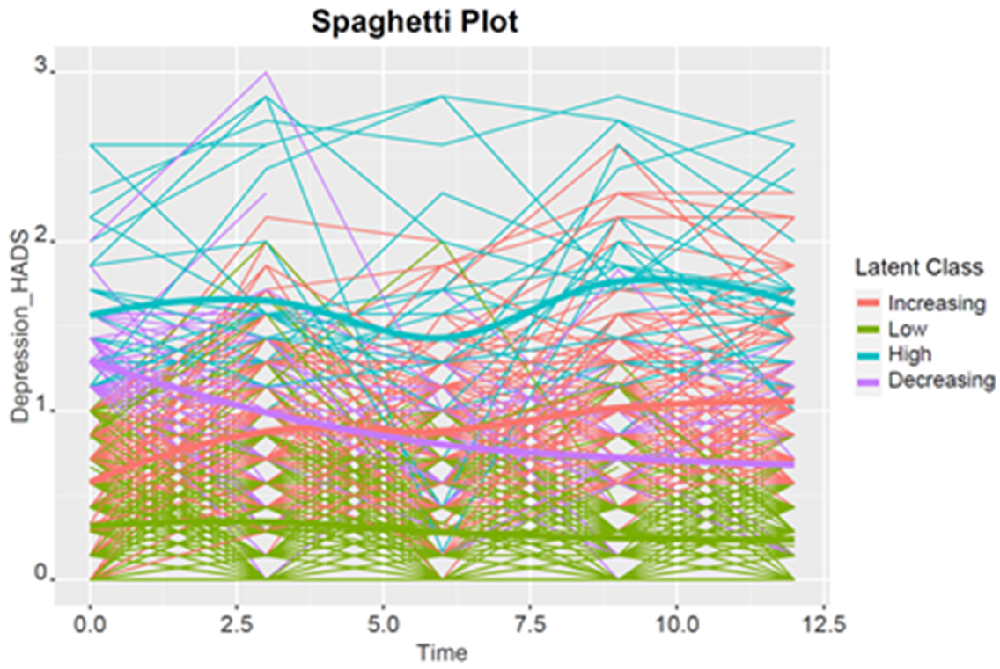 Spaghetti Plot
3
2
1
0
Depression_HADS
0.0 2.5 5.0 7.5 10.0 12.5
Time
Latent Class
Increasing
Low
High
Decreasing